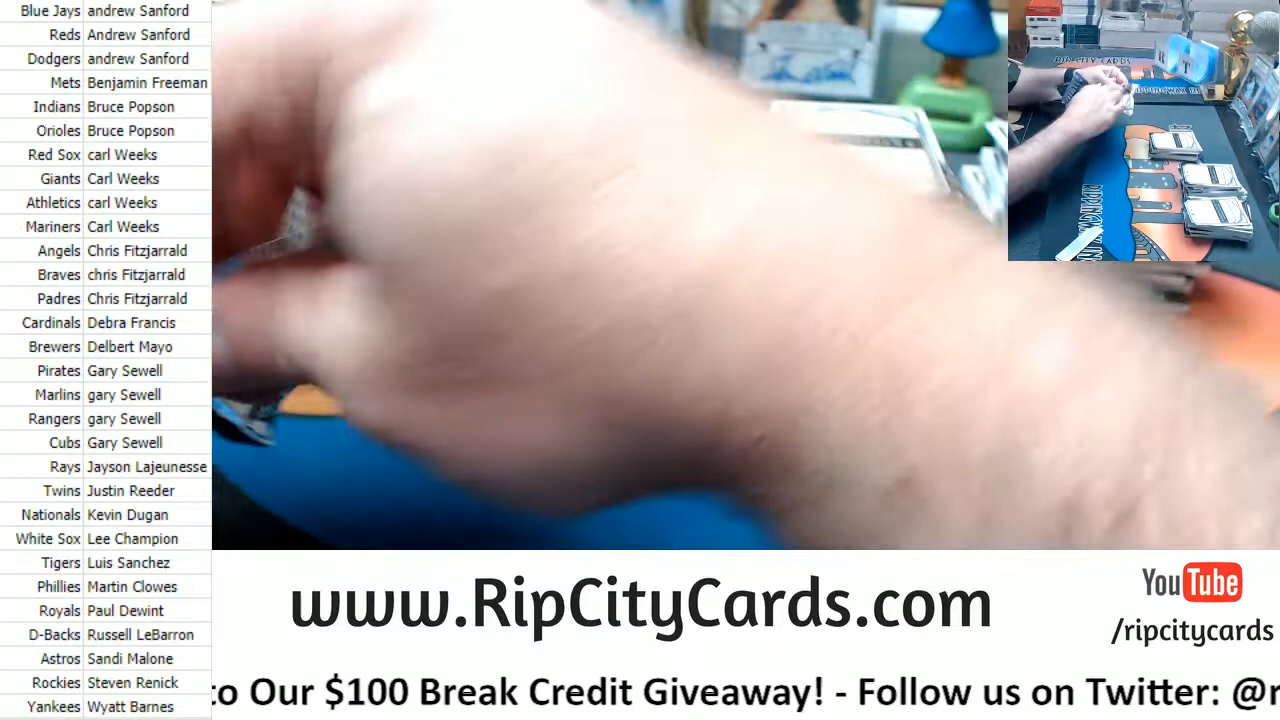 Blue Jays andrew Sanford
Reds Andrew Sanford
Dodgers andrew Sanford
Mets Benjamin Freeman
Indians Bruce Popson
Orioles Bruce Popson
Red Sox carl Weeks
Giants Carl Weeks
Athletics carl Weeks
Mariners Carl Weeks
Angels Chris Fitzjarrald
Braves chris Fitzjarrald
Padres Chris Fitzjarrald
Cardinals Debra Francis
Brewers Delbert Mayo
Pirates Gary Sewell
Marlins gary Sewell
Rangers gary Sewell
Cubs Gary Sewell
Rays Jayson Lajeunesse
Twins Justin Reeder
Nationals Kevin Dugan
White Sox Lee Champion
Tigers Luis Sanchez
Phillies Martin Clowes
Royals Paul Dewint
D-Backs Russell LeBarron
Astros Sandi Malone
Rockies Steven Renick
Yankees Wyatt Barnes
RIP CITY CARDS
www.RipCityCards.com
YouTube
/ripcitycards
to Our $100 Break Credit Giveaway! - Follow us on Twitter: @r